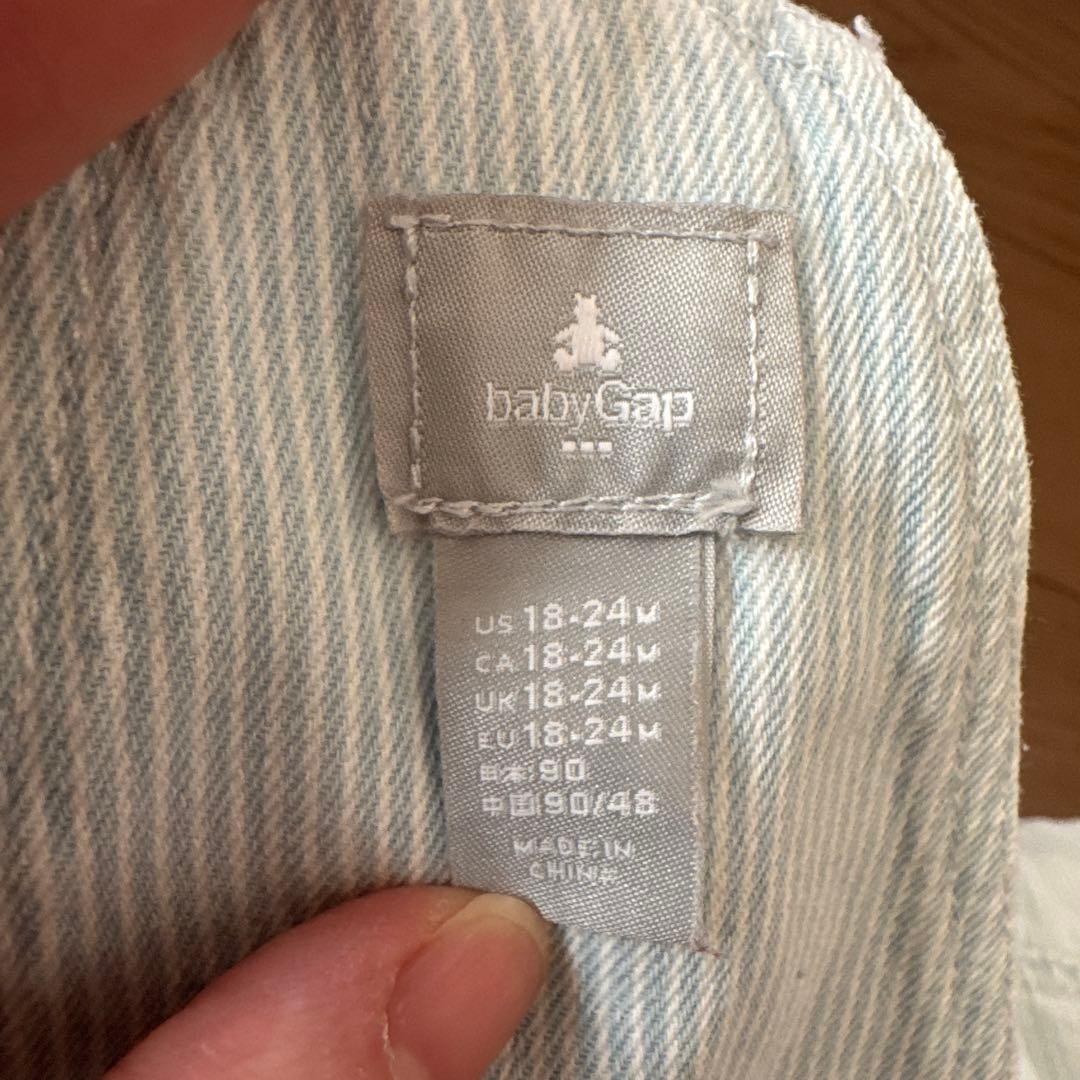 babyGap
US 18-24M
CA 18-24M
UK 18-24M
EU 18-24M
日本 90
中国 90/48
MADE IN
CHINA